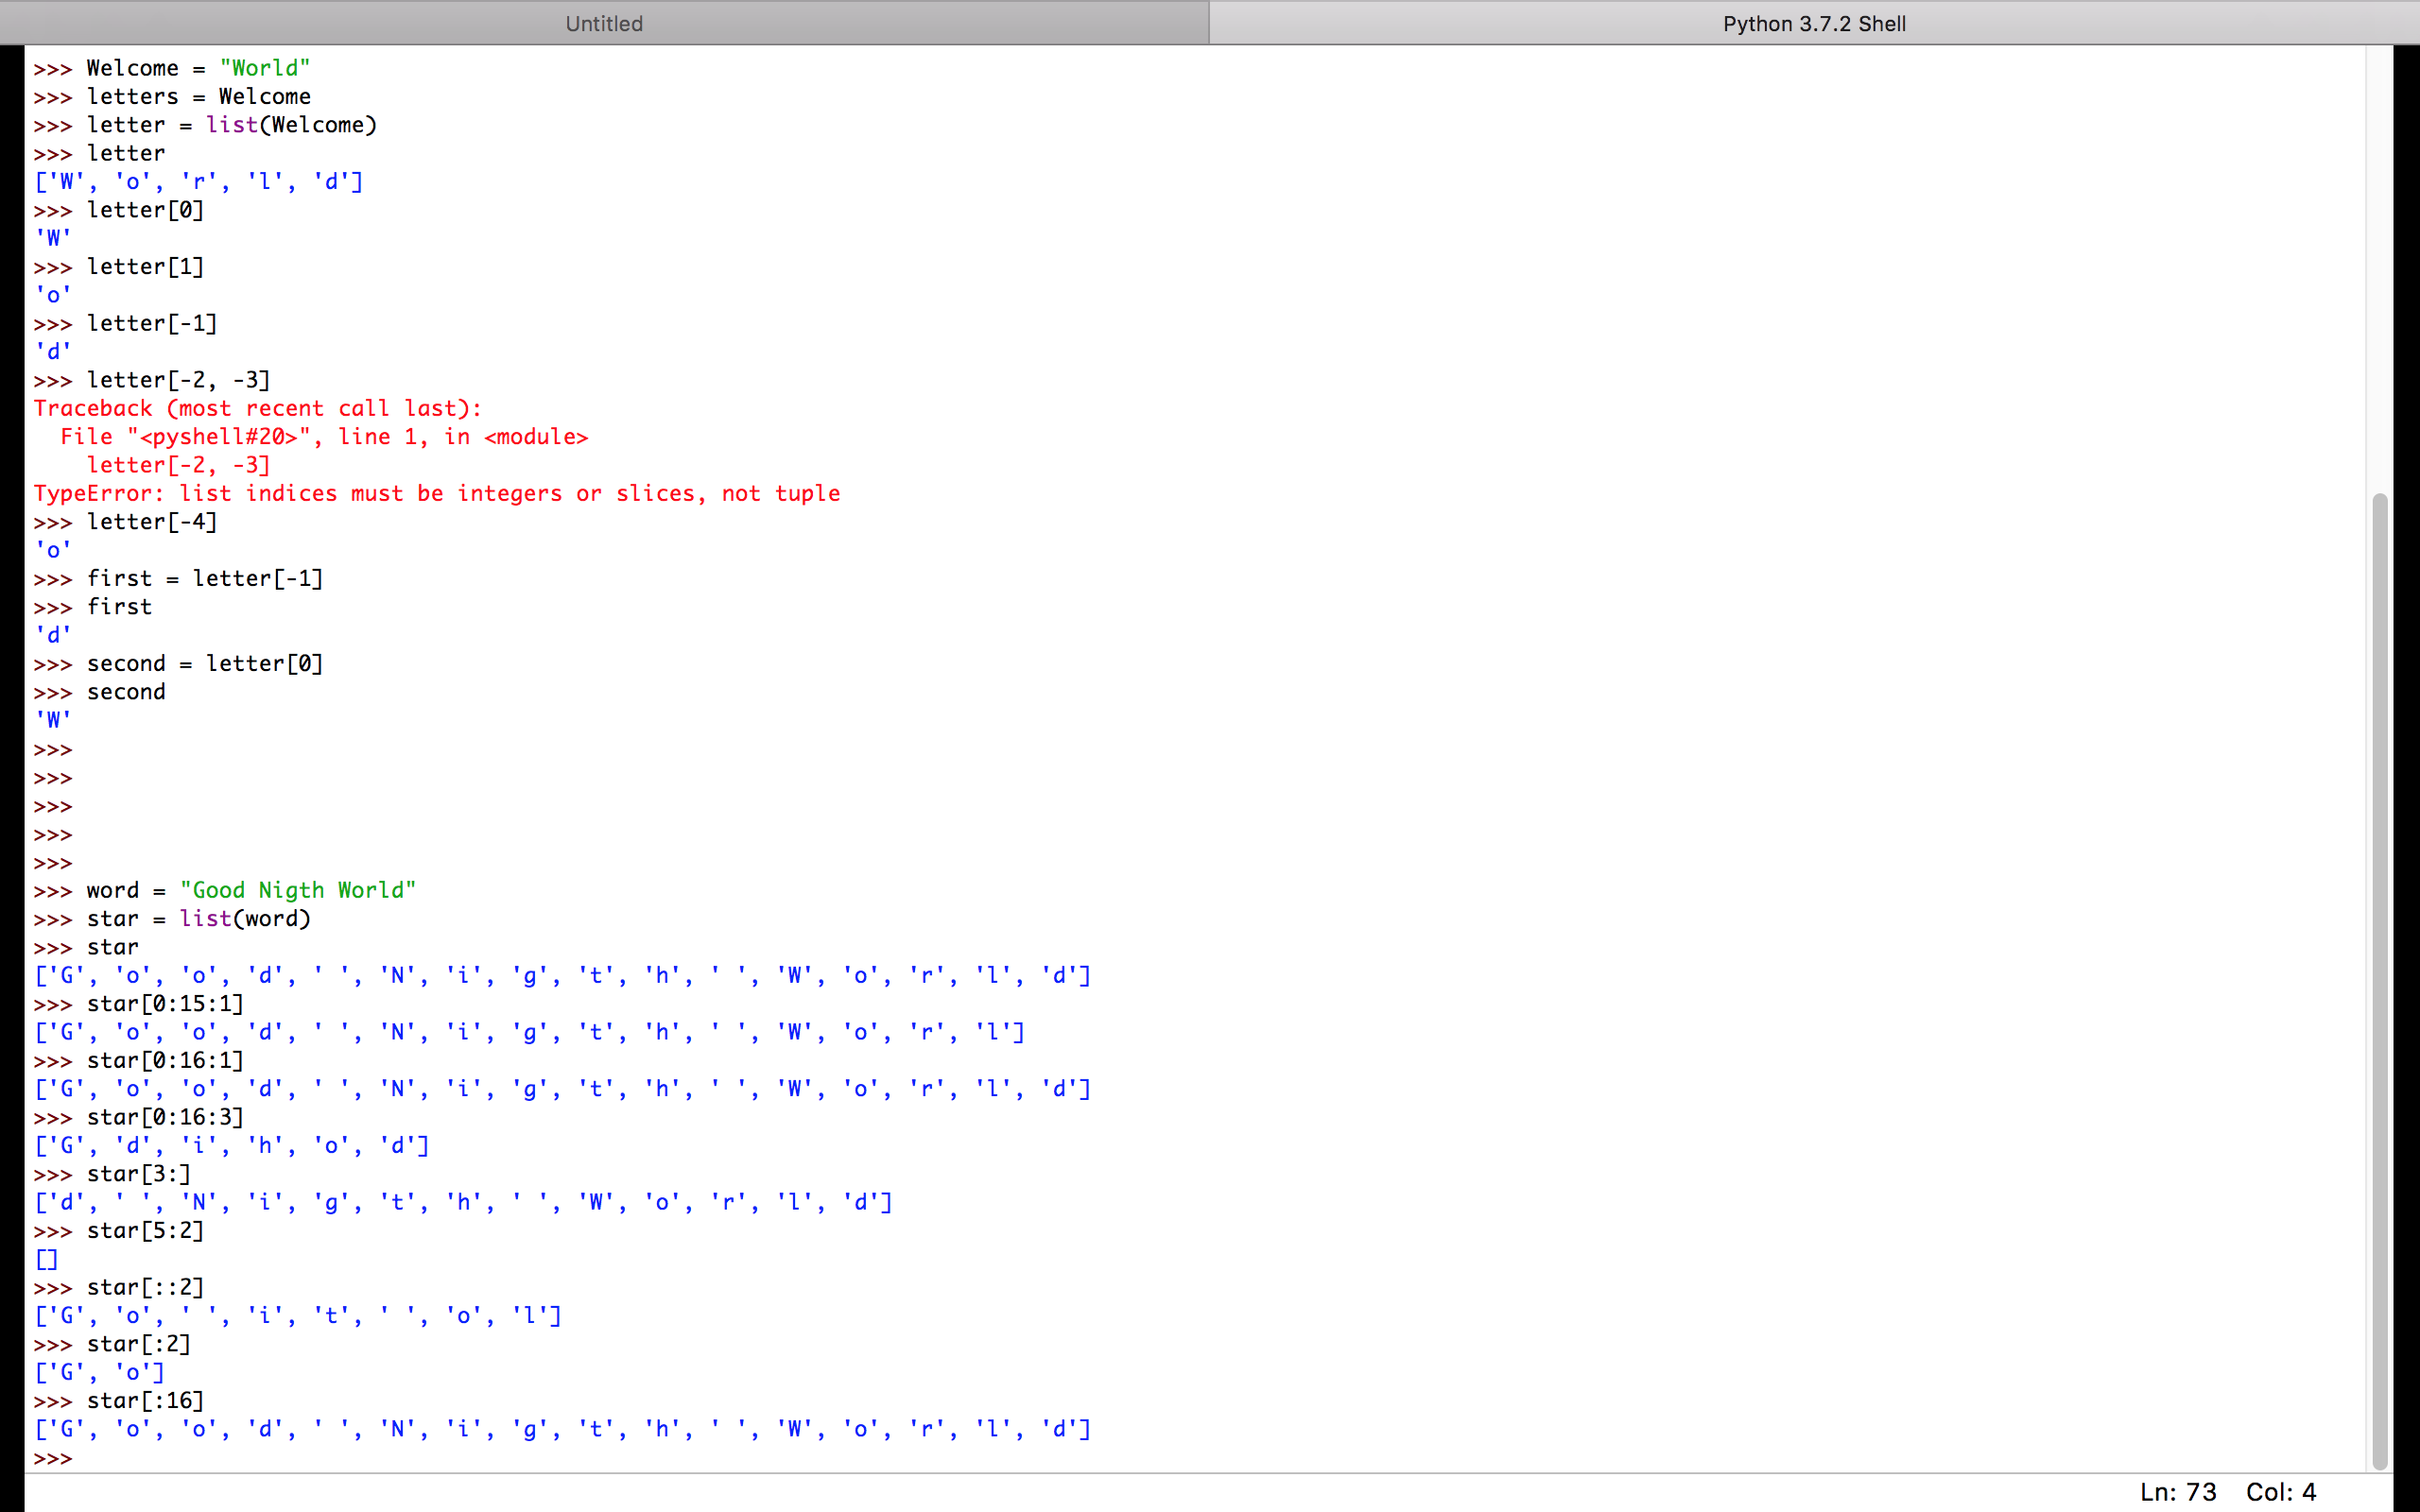 Untitled
Python 3.7.2 Shell
>>> Welcome = "World"
>>> letters = Welcome
>>> letter = list(Welcome)
>>> letter
['W', 'o', 'r', 'l', 'd']
>>> letter[0]
'W'
>>> letter[1]
'o'
>>> letter[-1]
'd'
>>> letter[-2, -3]
Traceback (most recent call last):
  File "<pyshell#20>", line 1, in <module>
    letter[-2, -3]
TypeError: list indices must be integers or slices, not tuple
>>> letter[-4]
'o'
>>> first = letter[-1]
>>> first
'd'
>>> second = letter[0]
>>> second
'W'
>>>
>>>
>>>
>>>
>>>
>>> word = "Good Nigth World"
>>> star = list(word)
>>> star
['G', 'o', 'o', 'd', ' ', 'N', 'i', 'g', 't', 'h', ' ', 'W', 'o', 'r', 'l', 'd']
>>> star[0:15:1]
['G', 'o', 'o', 'd', ' ', 'N', 'i', 'g', 't', 'h', ' ', 'W', 'o', 'r', 'l']
>>> star[0:16:1]
['G', 'o', 'o', 'd', ' ', 'N', 'i', 'g', 't', 'h', ' ', 'W', 'o', 'r', 'l', 'd']
>>> star[0:16:3]
['G', 'd', 'i', 'h', 'o', 'd']
>>> star[3:]
['d', ' ', 'N', 'i', 'g', 't', 'h', ' ', 'W', 'o', 'r', 'l', 'd']
>>> star[5:2]
[]
>>> star[::2]
['G', 'o', ' ', 'i', 't', ' ', 'o', 'l']
>>> star[:2]
['G', 'o']
>>> star[:16]
['G', 'o', 'o', 'd', ' ', 'N', 'i', 'g', 't', 'h', ' ', 'W', 'o', 'r', 'l', 'd']
>>>
Ln: 73 Col: 4